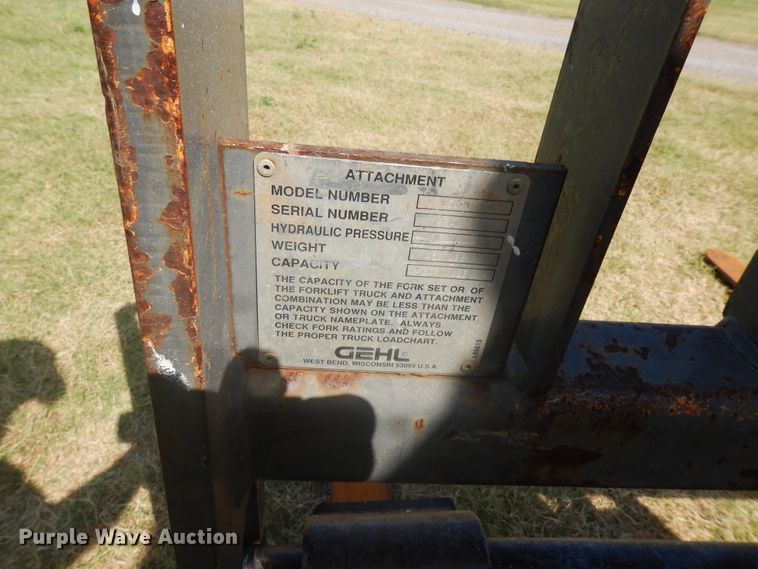 ATTACHMENT
MODEL NUMBER
SERIAL NUMBER
HYDRAULIC PRESSURE
WEIGHT
CAPACITY
THE CAPACITY OF THE FORK SET OR OF
THE FORKLIFT TRUCK AND ATTACHMENT
COMBINATION MAY BE LESS THAN THE
CAPACITY SHOWN ON THE ATTACHMENT
OR TRUCK NAMEPLATE. ALWAYS
CHECK FORK RATINGS AND FOLLOW
THE PROPER TRUCK LOADCHART.
GEHL
WEST BEND, WISCONSIN 53095 U.S.A.
Purple Wave Auction